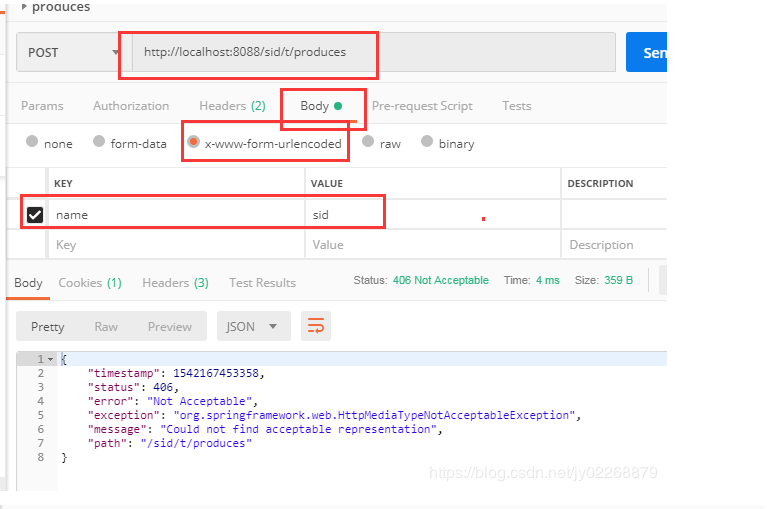 produces
POST http://localhost:8088/sid/t/produces Sen
Params Authorization Headers (2) Body Pre-request Script Tests
none form-data x-www-form-urlencoded raw binary
KEY VALUE DESCRIPTION
name sid
Key Value Description
Body Cookies (1) Headers (3) Test Results Status: 406 Not Acceptable Time: 4 ms Size: 359 B
Pretty Raw Preview JSON
1 {
2 "timestamp": 1542167453358,
3 "status": 406,
4 "error": "Not Acceptable",
5 "exception": "org.springframework.web.HttpMediaTypeNotAcceptableException",
6 "message": "Could not find acceptable representation",
7 "path": "/sid/t/produces"
8 }
https://blog.csdn.net/jy02268879